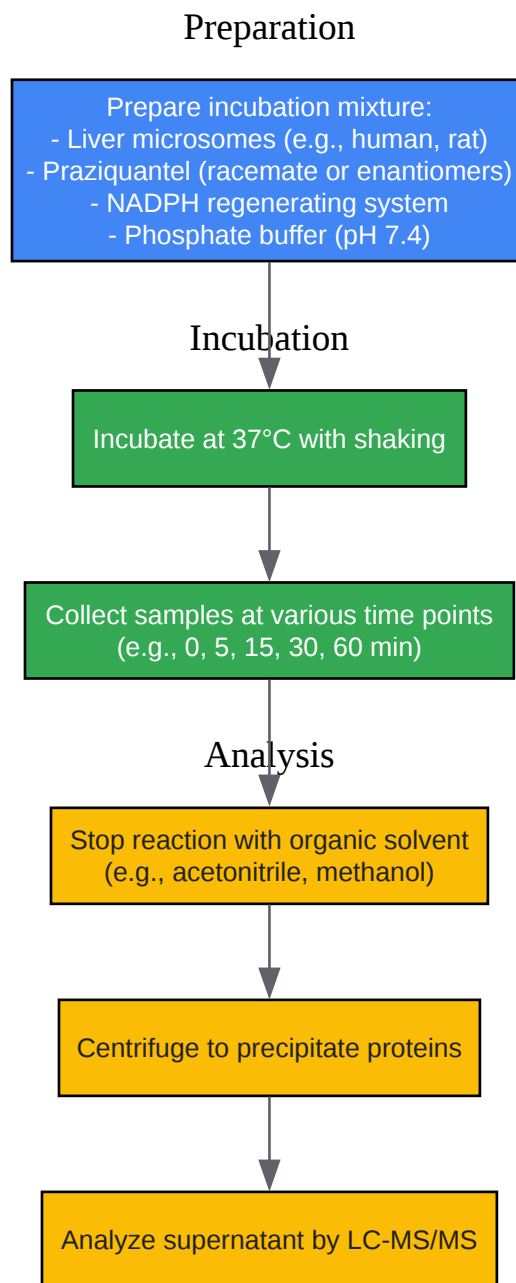 Preparation
Prepare incubation mixture:
- Liver microsomes (e.g., human, rat)
- Praziquantel (racemate or enantiomers)
- NADPH regenerating system
- Phosphate buffer (pH 7.4)
Incubation
Incubate at 37°C with shaking
Collect samples at various time points
(e.g., 0, 5, 15, 30, 60 min)
Analysis
Stop reaction with organic solvent
(e.g., acetonitrile, methanol)
Centrifuge to precipitate proteins
Analyze supernatant by LC-MS/MS